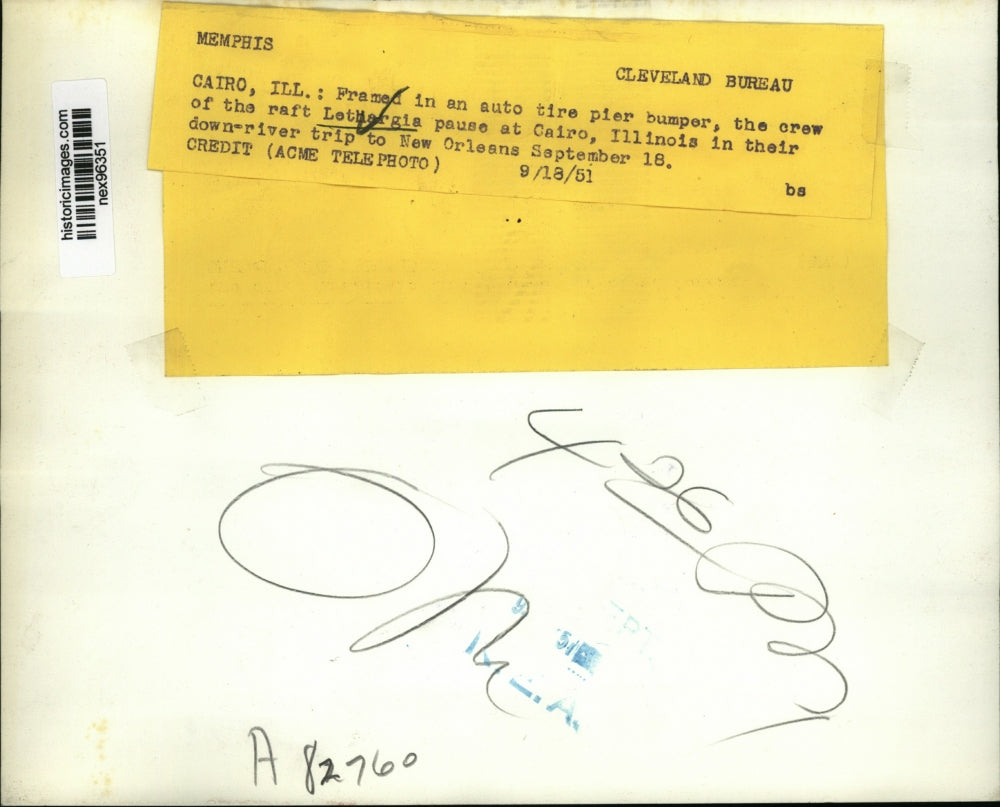 MEMPHIS
CLEVELAND BUREAU
CAIRO, ILL.: Framed in an auto tire pier bumper, the crew
of the raft Lethargia pause at Cairo, Illinois in their
down-river trip to New Orleans September 18.
CREDIT (ACME TELEPHOTO) 9/18/51
bs
historicimages.com
nex96351
N.E.A.
A 82760